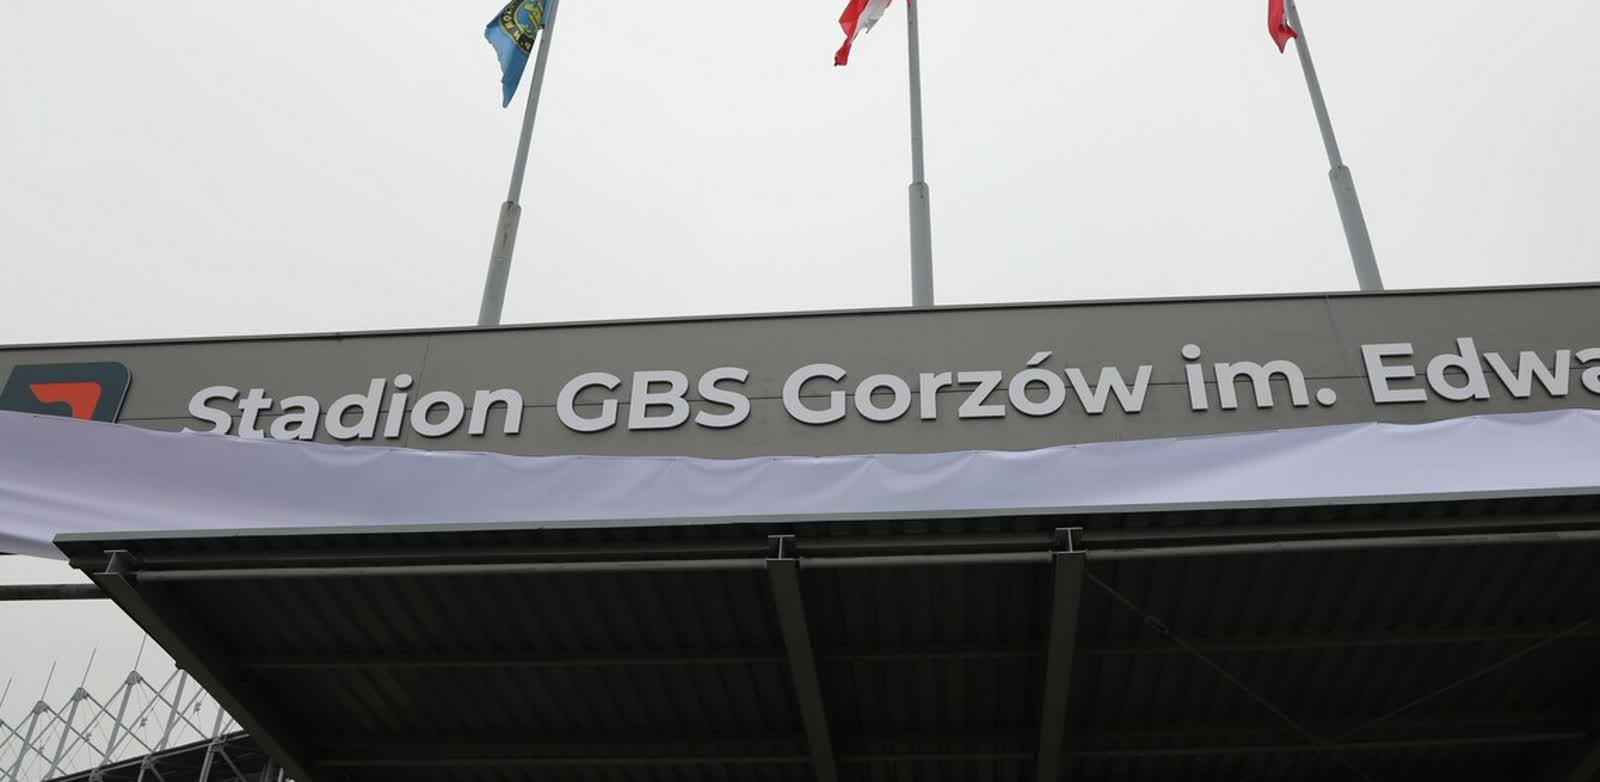 Stadion GBS Gorzów im. Edwa